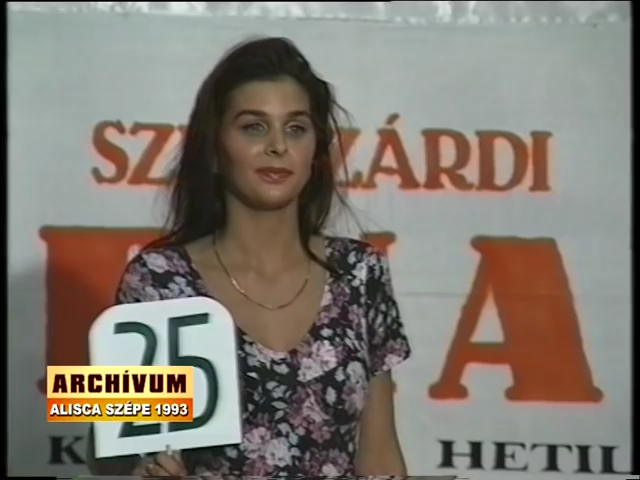 SZ ZÁRDI
A
25
ARCHÍVUM
ALISCA SZÉPE 1993
K HETIL